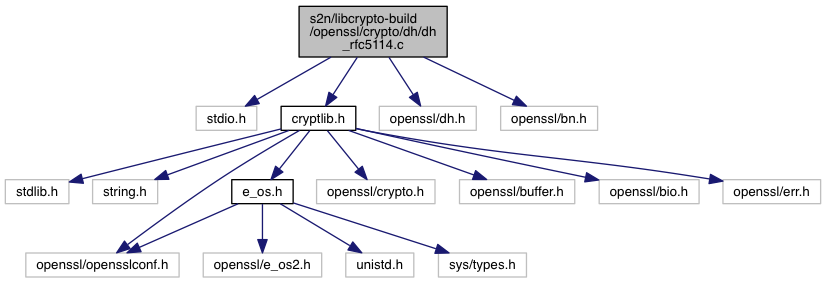 s2n/libcrypto-build
/openssl/crypto/dh/dh
_rfc5114.c
stdio.h
cryptlib.h
openssl/dh.h
openssl/bn.h
stdlib.h
string.h
e_os.h
openssl/crypto.h
openssl/buffer.h
openssl/bio.h
openssl/err.h
openssl/opensslconf.h
openssl/e_os2.h
unistd.h
sys/types.h